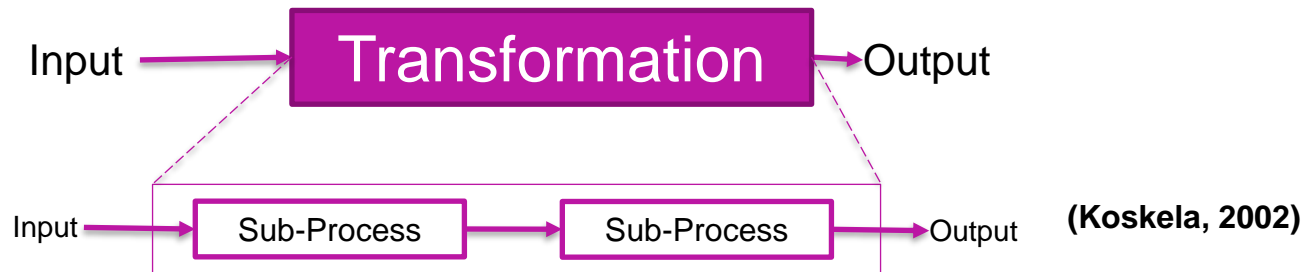 Input Transformation Output
Input Sub-Process Sub-Process Output (Koskela, 2002)